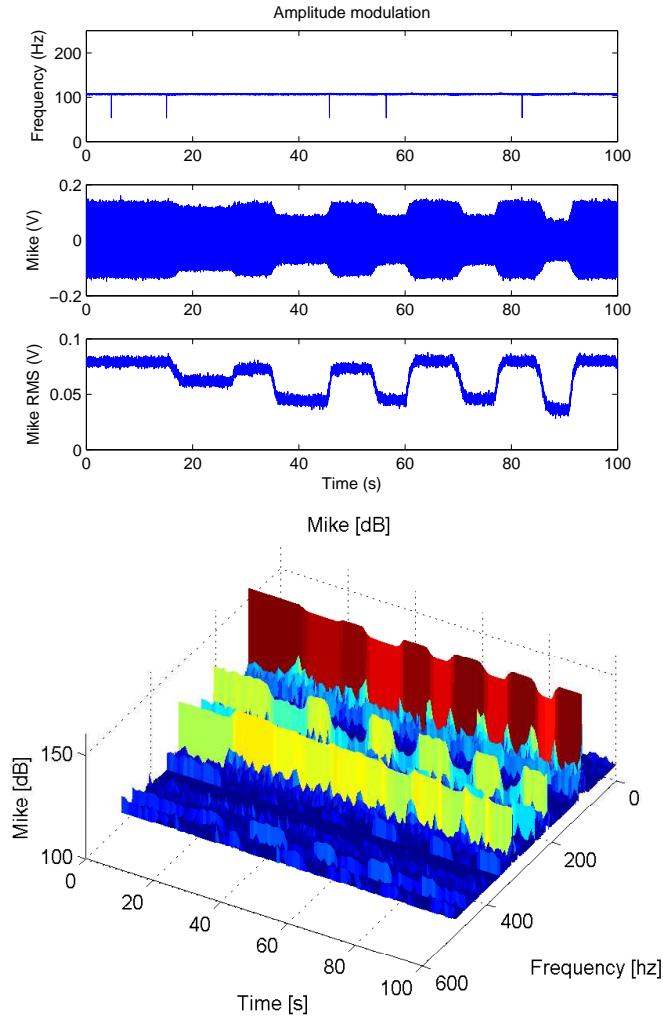 Amplitude modulation
Frequency (Hz)
200
100
0
0 20 40 60 80 100
Mike (V)
0.2
0
−0.2
0 20 40 60 80 100
Mike RMS (V)
0.1
0.05
0
0 20 40 60 80 100
Time (s)
Mike [dB]
Mike [dB]
150
100
0
20
40
60
80
100
Time [s]
0
200
400
600
Frequency [hz]